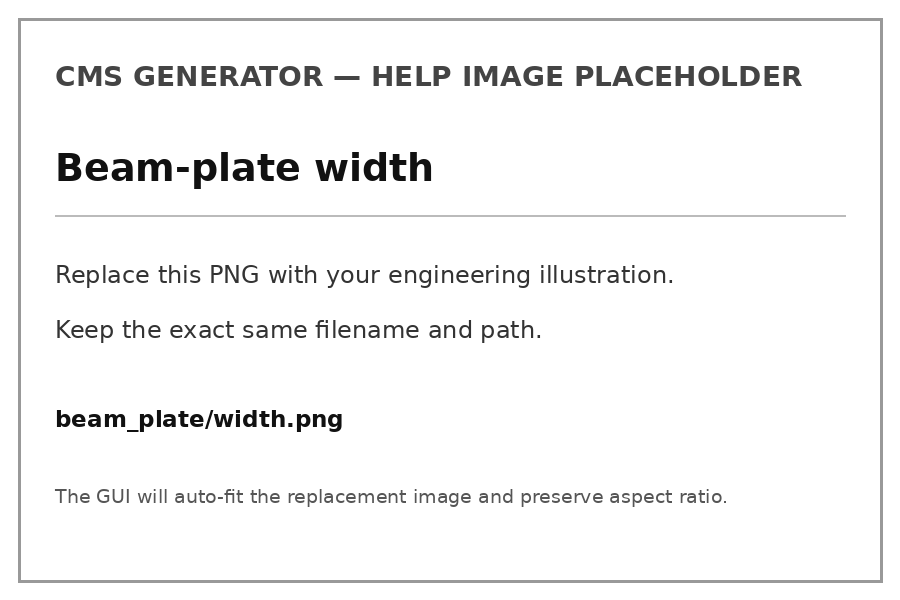 CMS GENERATOR — HELP IMAGE PLACEHOLDER
Beam-plate width
Replace this PNG with your engineering illustration.
Keep the exact same filename and path.
beam_plate/width.png
The GUI will auto-fit the replacement image and preserve aspect ratio.